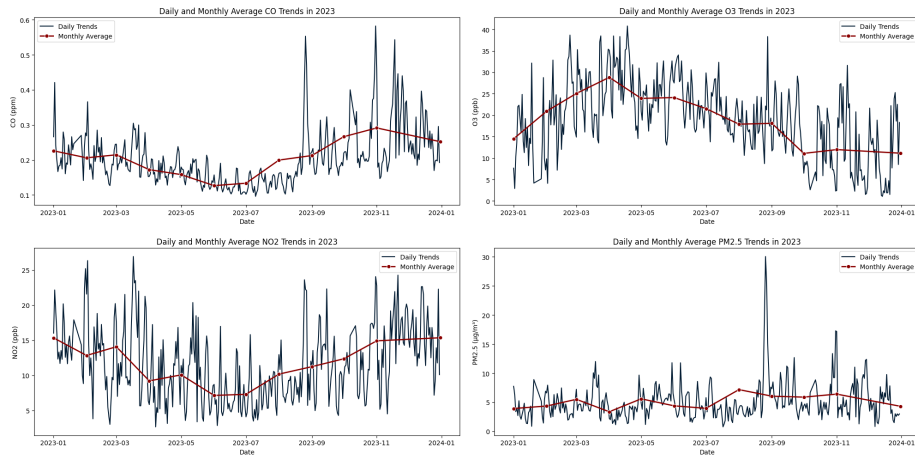 Daily and Monthly Average CO Trends in 2023
Daily Trends
Monthly Average
CO (ppm)
0.6
0.5
0.4
0.3
0.2
0.1
2023-01
2023-03
2023-05
2023-07
2023-09
2023-11
2024-01
Date
Daily and Monthly Average O3 Trends in 2023
Daily Trends
Monthly Average
O3 (ppb)
40
35
30
25
20
15
10
5
0
2023-01
2023-03
2023-05
2023-07
2023-09
2023-11
2024-01
Date
Daily and Monthly Average NO2 Trends in 2023
Daily Trends
Monthly Average
NO2 (ppb)
25
20
15
10
5
2023-01
2023-03
2023-05
2023-07
2023-09
2023-11
2024-01
Date
Daily and Monthly Average PM2.5 Trends in 2023
Daily Trends
Monthly Average
PM2.5 (μg/m³)
30
25
20
15
10
5
0
2023-01
2023-03
2023-05
2023-07
2023-09
2023-11
2024-01
Date